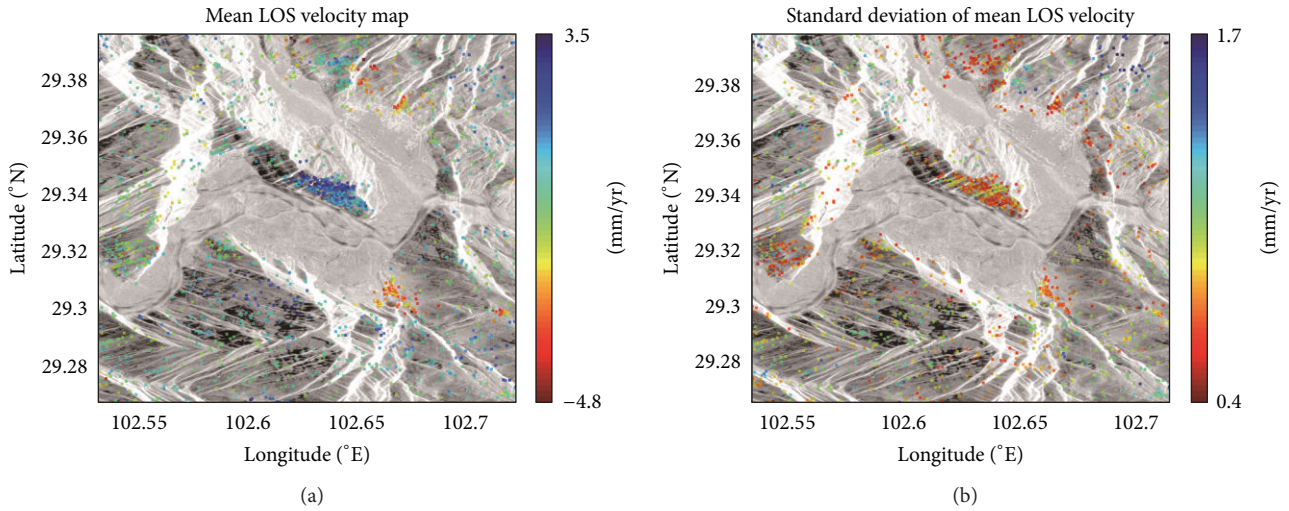 Mean LOS velocity map
3.5
29.38
29.36
29.34
29.32
29.3
29.28
Latitude (˚N)
(mm/yr)
−4.8
102.55 102.6 102.65 102.7
Longitude (˚E)
(a)
Standard deviation of mean LOS velocity
1.7
29.38
29.36
29.34
29.32
29.3
29.28
Latitude (˚N)
(mm/yr)
0.4
102.55 102.6 102.65 102.7
Longitude (˚E)
(b)